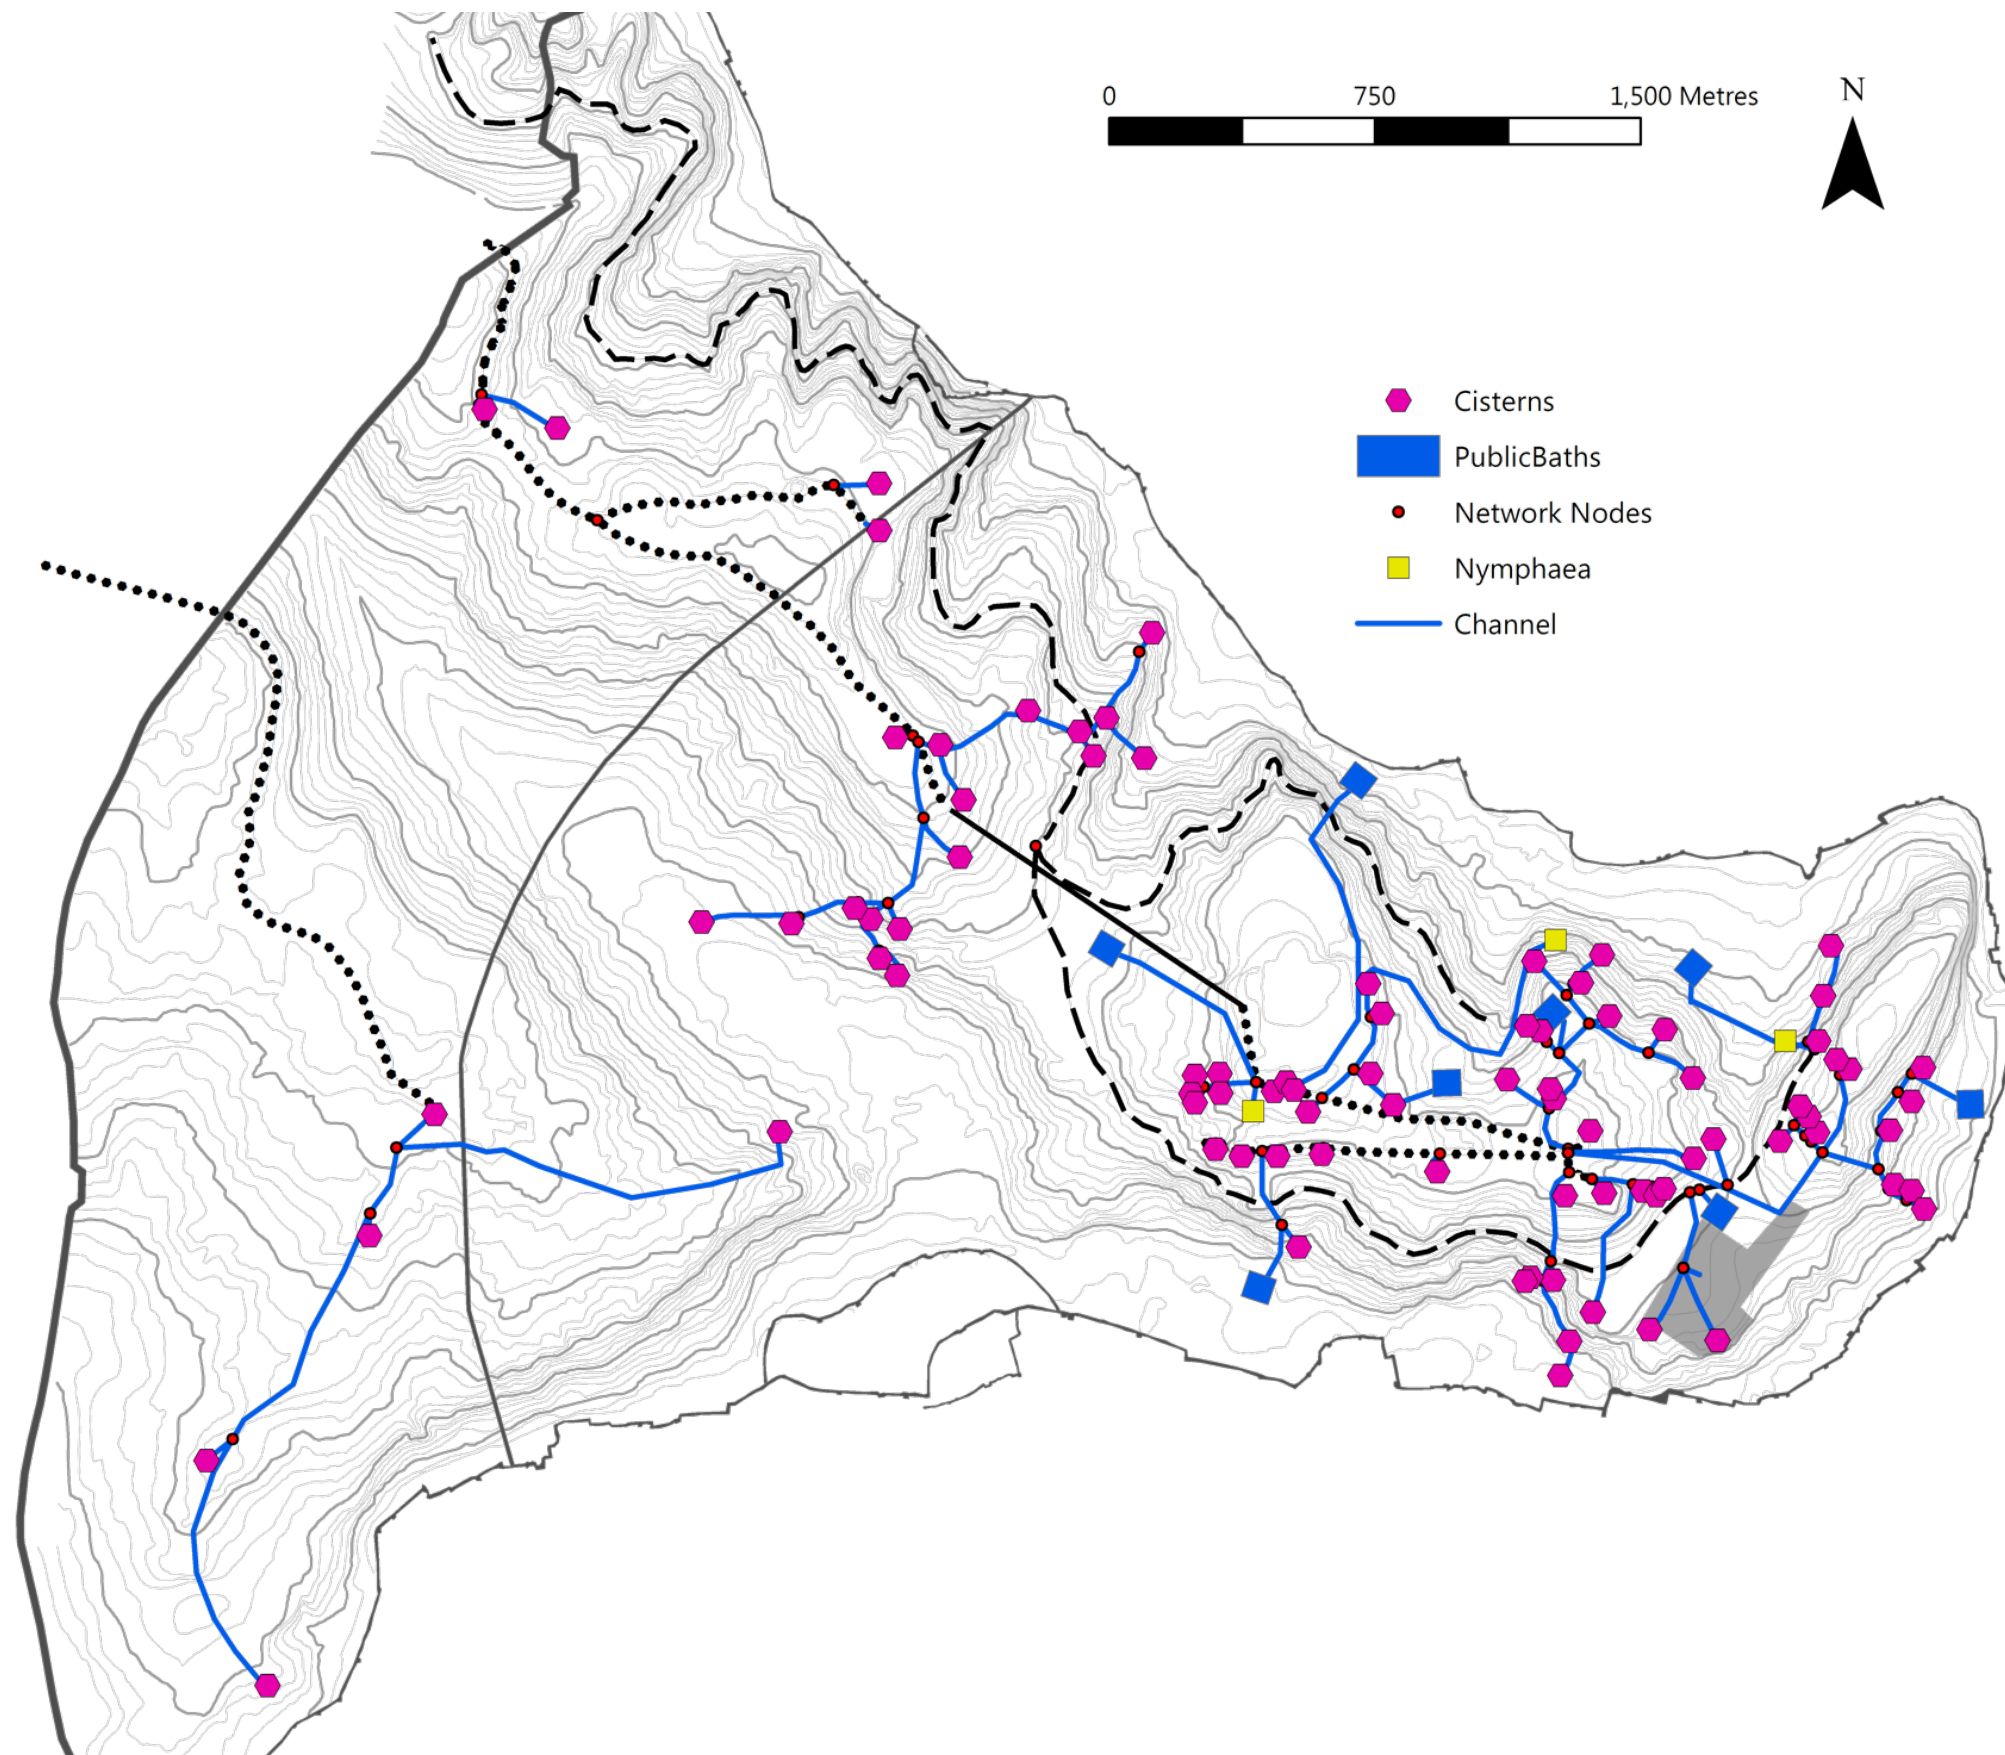 0 750 1,500 Metres
N
Cisterns
PublicBaths
Network Nodes
Nymphaea
Channel